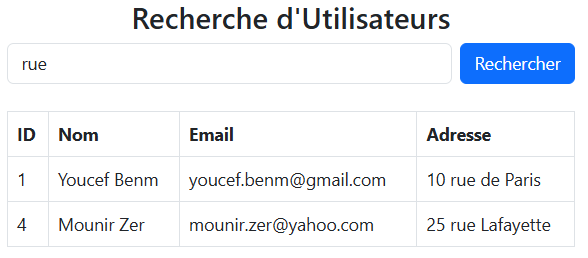 Recherche d'Utilisateurs
rue Rechercher
ID Nom Email Adresse
1 Youcef Benm youcef.benm@gmail.com 10 rue de Paris
4 Mounir Zer mounir.zer@yahoo.com 25 rue Lafayette